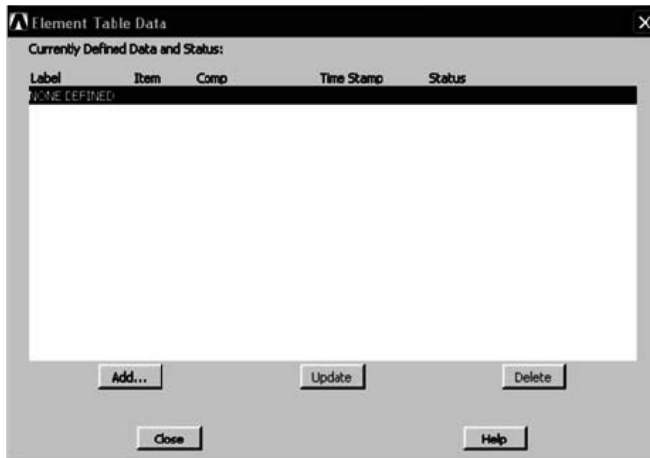 Element Table Data
Currently Defined Data and Status:
Label Item Comp Time Stamp Status
NONE DEFINED
Add... Update Delete
Close Help